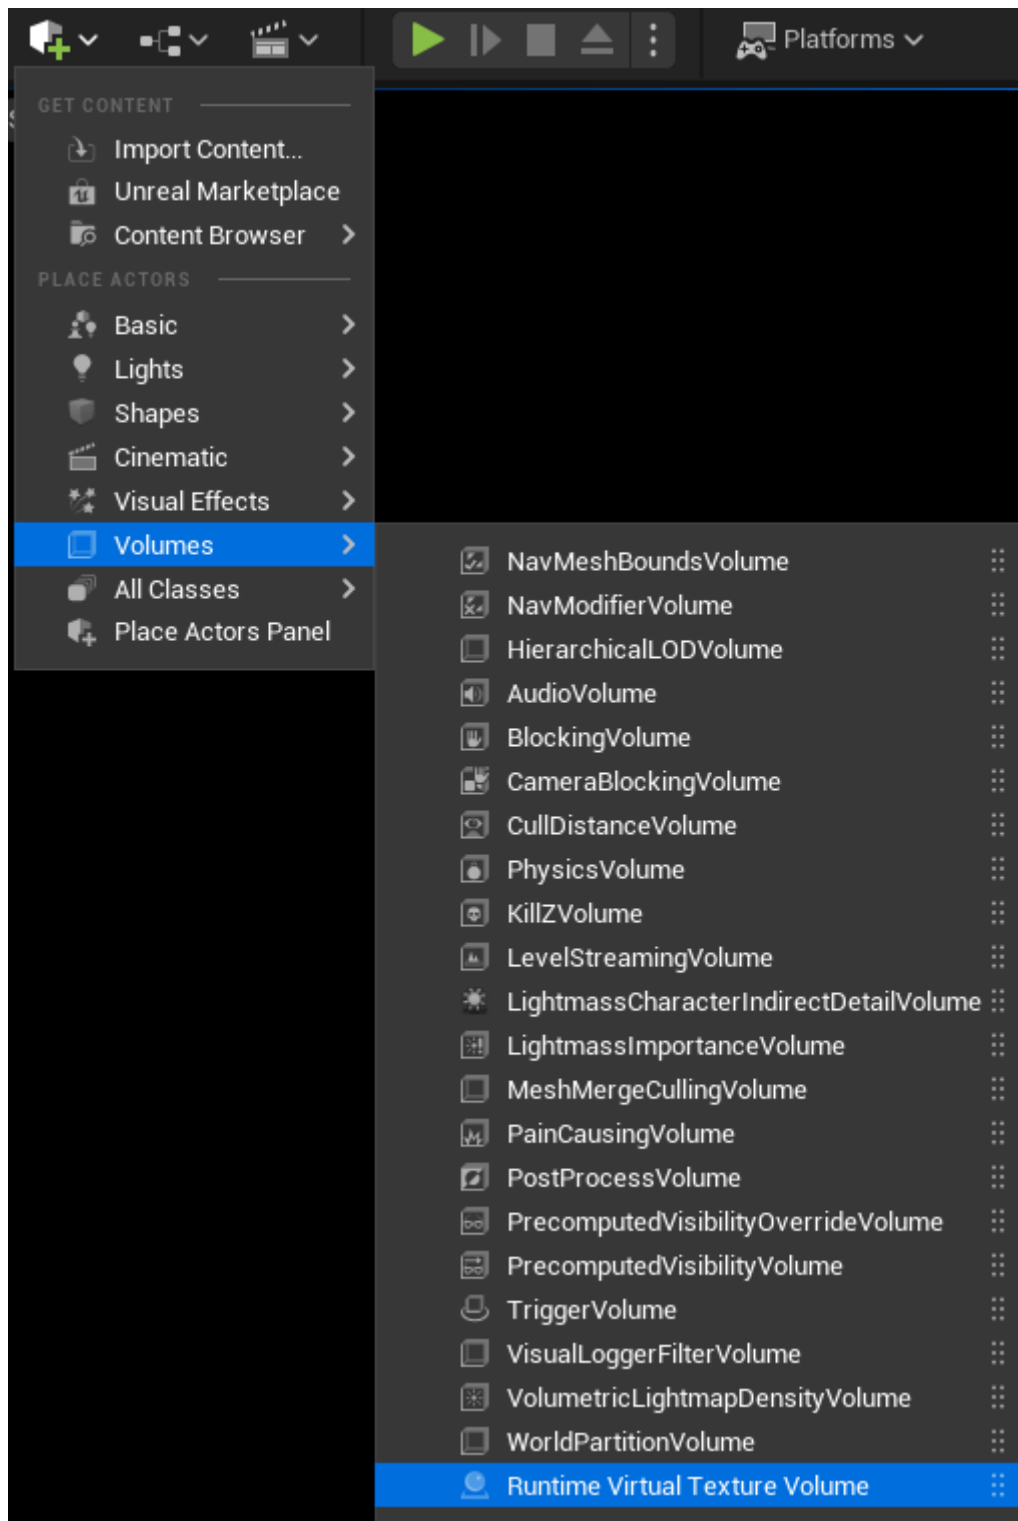 Platforms
GET CONTENT
Import Content...
Unreal Marketplace
Content Browser
PLACE ACTORS
Basic
Lights
Shapes
Cinematic
Visual Effects
Volumes
All Classes
Place Actors Panel
NavMeshBoundsVolume
NavModifierVolume
HierarchicalLODVolume
AudioVolume
BlockingVolume
CameraBlockingVolume
CullDistanceVolume
PhysicsVolume
KillZVolume
LevelStreamingVolume
LightmassCharacterIndirectDetailVolume
LightmassImportanceVolume
MeshMergeCullingVolume
PainCausingVolume
PostProcessVolume
PrecomputedVisibilityOverrideVolume
PrecomputedVisibilityVolume
TriggerVolume
VisualLoggerFilterVolume
VolumetricLightmapDensityVolume
WorldPartitionVolume
Runtime Virtual Texture Volume